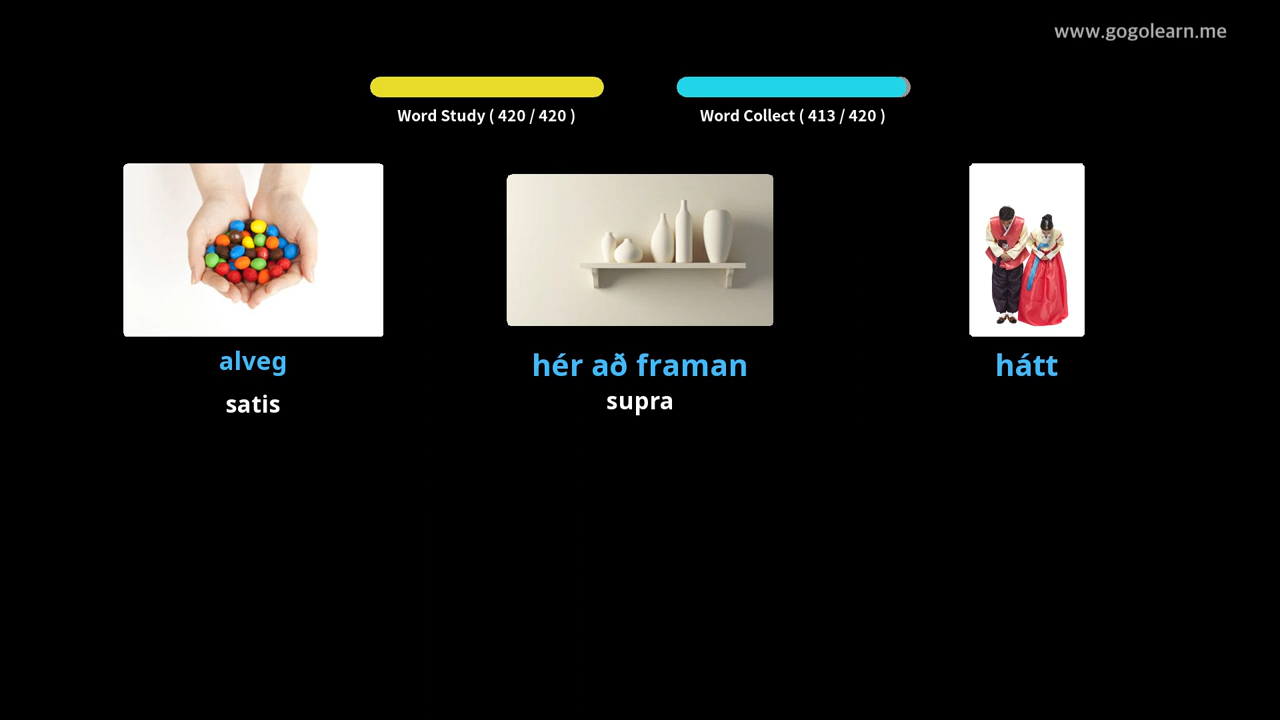 www.gogolearn.me
Word Study ( 420 / 420 )
Word Collect ( 413 / 420 )
alveg
satis
hér að framan
supra
hátt